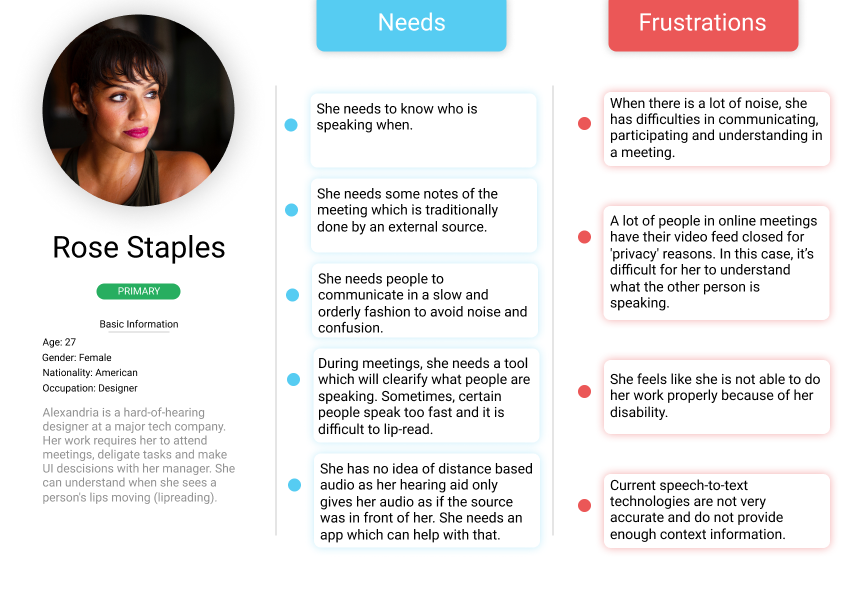 Needs
Frustrations
Rose Staples
PRIMARY
Basic Information
Age: 27
Gender: Female
Nationality: American
Occupation: Designer
Alexandria is a hard-of-hearing
designer at a major tech company.
Her work requires her to attend
meetings, deligate tasks and make
UI descisions with her manager. She
can understand when she sees a
person's lips moving (lipreading).
She needs to know who is
speaking when.
She needs some notes of the
meeting which is traditionally
done by an external source.
She needs people to
communicate in a slow and
orderly fashion to avoid noise and
confusion.
During meetings, she needs a tool
which will clearify what people are
speaking. Sometimes, certain
people speak too fast and it is
difficult to lip-read.
She has no idea of distance based
audio as her hearing aid only
gives her audio as if the source
was in front of her. She needs an
app which can help with that.
When there is a lot of noise, she
has difficulties in communicating,
participating and understanding in
a meeting.
A lot of people in online meetings
have their video feed closed for
'privacy' reasons. In this case, it's
difficult for her to understand
what the other person is
speaking.
She feels like she is not able to do
her work properly because of her
disability.
Current speech-to-text
technologies are not very
accurate and do not provide
enough context information.